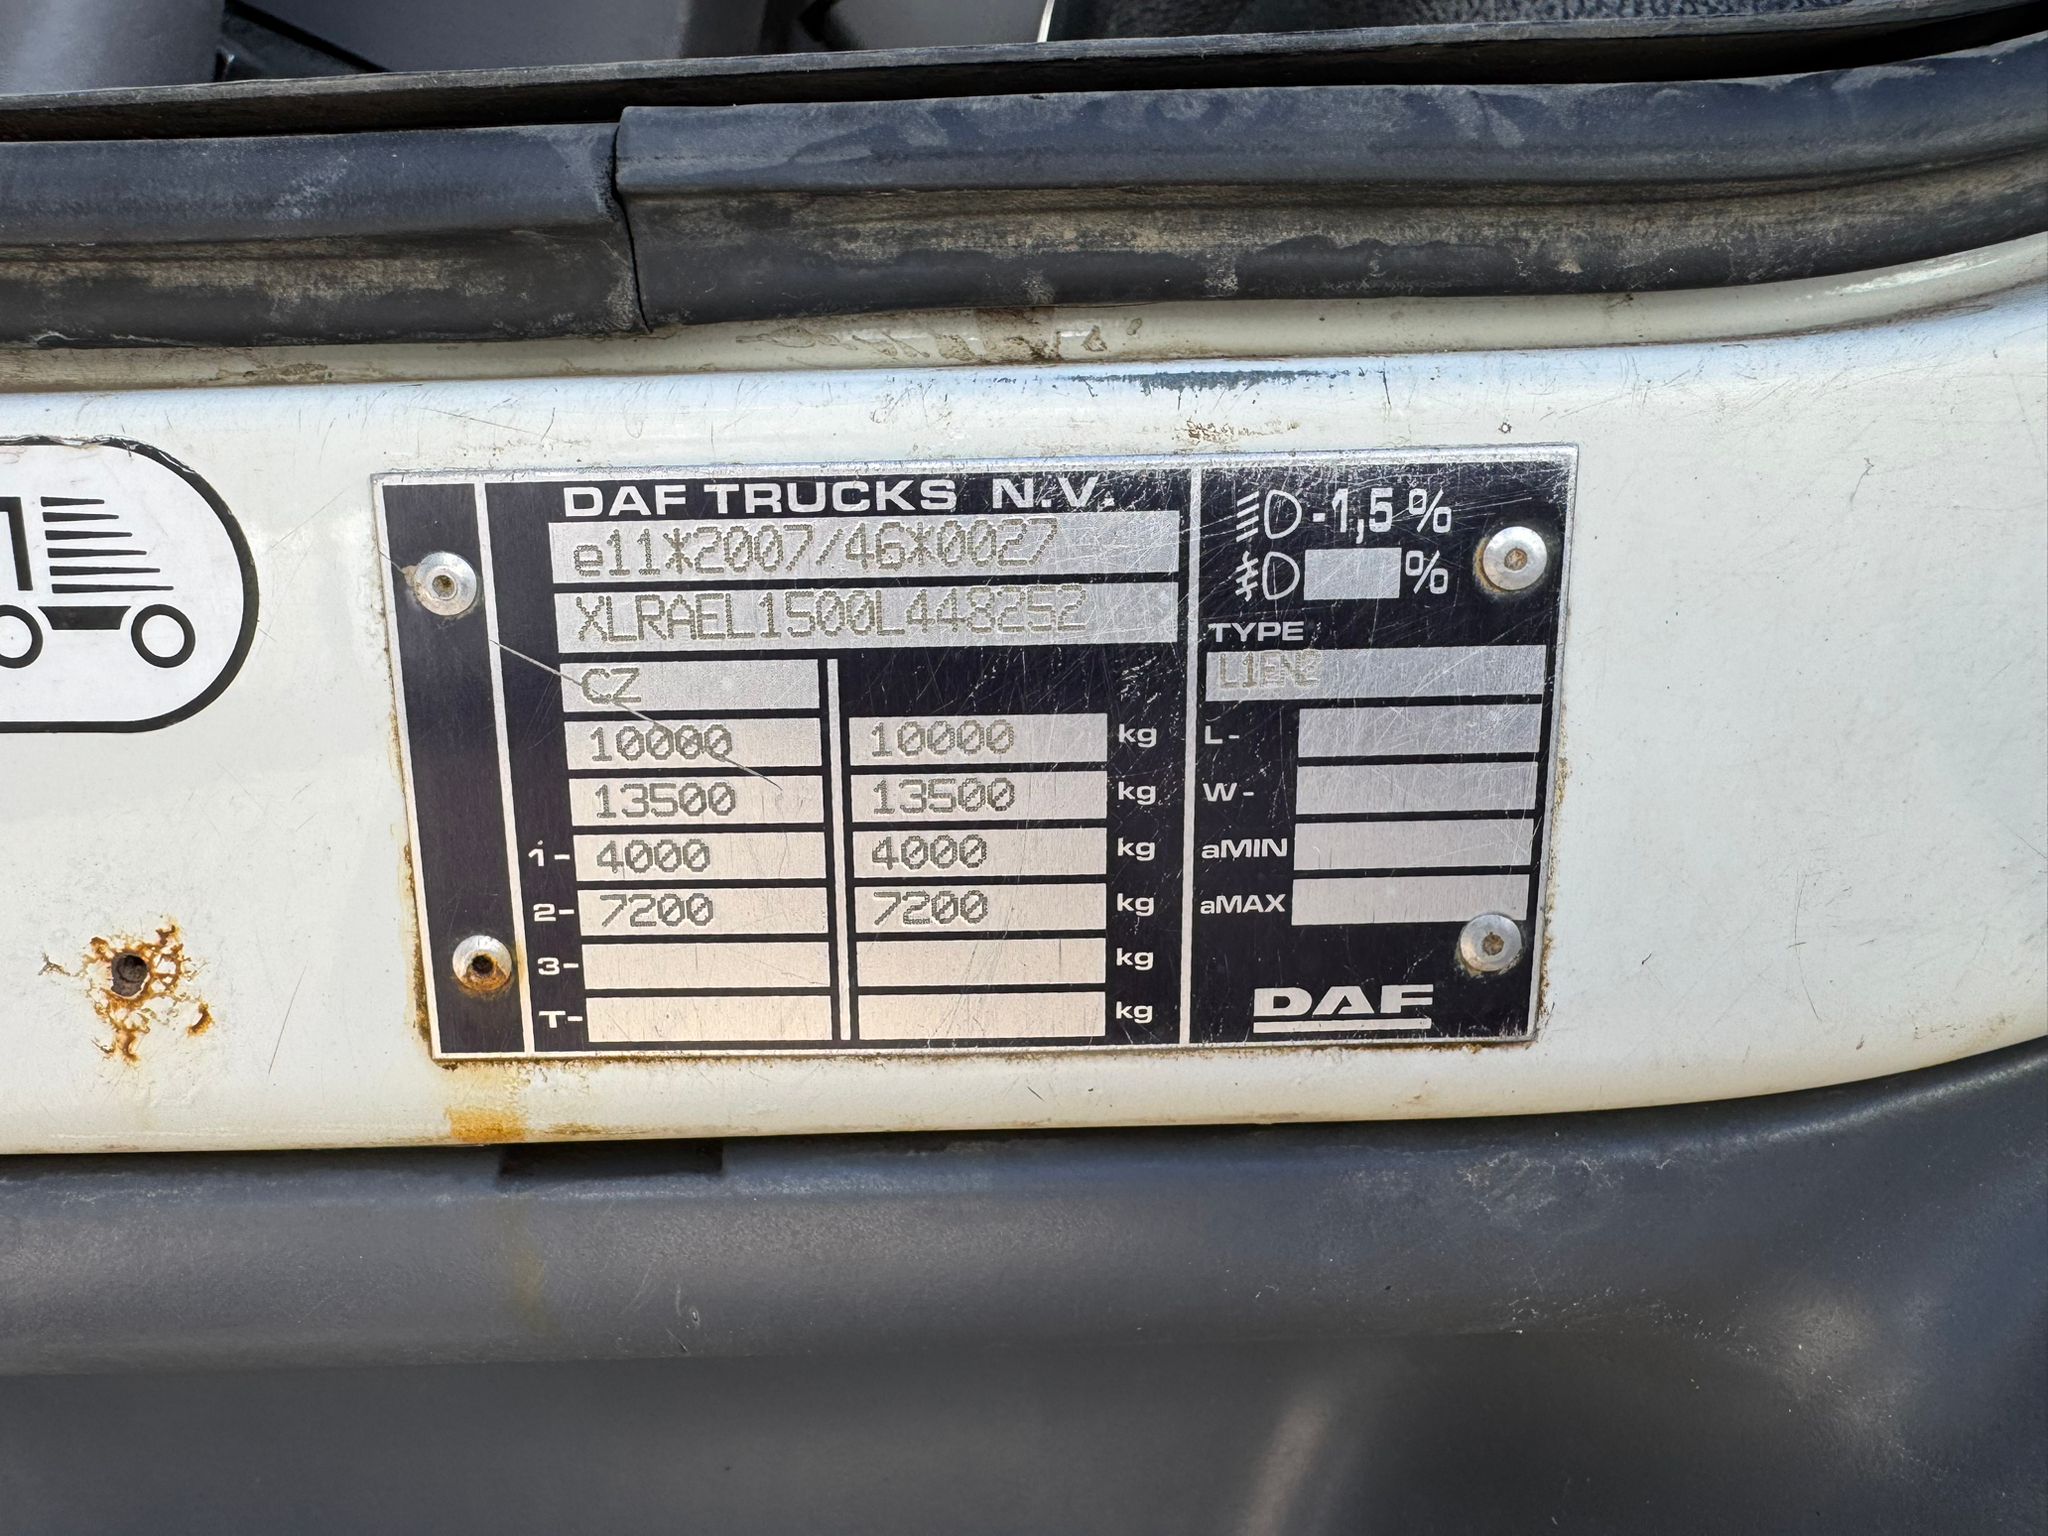 DAF TRUCKS N.V.
e11*2007/46*0027
XLRAEL1500L448252
CZ
10000 10000 kg
13500 13500 kg
1- 4000 4000 kg
2- 7200 7200 kg
3- kg
T- kg
-1,5%
%
TYPE
L1EN2
L-
W-
aMIN
aMAX
DAF